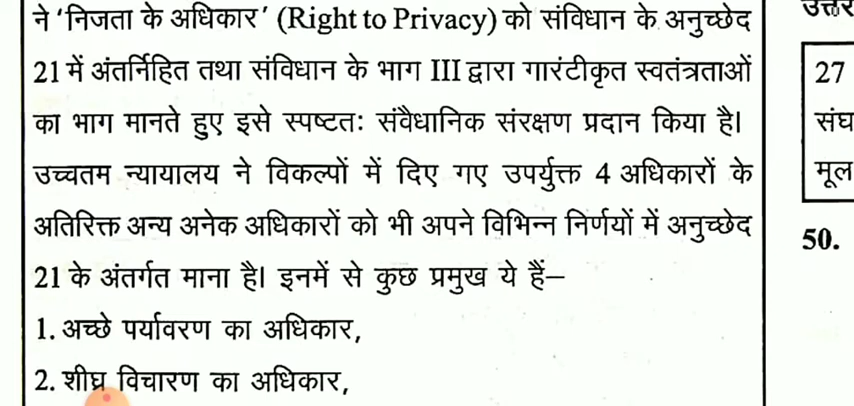 ने ‘निजता के अधिकार’ (Right to Privacy) को संविधान के अनुच्छेद
21 में अंतर्निहित तथा संविधान के भाग III द्वारा गारंटीकृत स्वतंत्रताओं
का भाग मानते हुए इसे स्पष्टतः संवैधानिक संरक्षण प्रदान किया है।
उच्चतम न्यायालय ने विकल्पों में दिए गए उपर्युक्त 4 अधिकारों के
अतिरिक्त अन्य अनेक अधिकारों को भी अपने विभिन्न निर्णयों में अनुच्छेद
21 के अंतर्गत माना है। इनमें से कुछ प्रमुख ये हैं–
1. अच्छे पर्यावरण का अधिकार,
2. शीघ्र विचारण का अधिकार,
उत्तर
27
संघ
मूल
50.